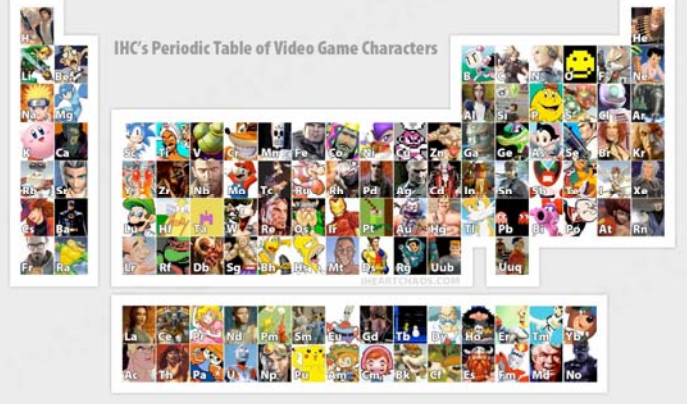 IHC's Periodic Table of Video Game Characters
H He
Li Be B C N O F Ne
Na Mg Al Si P S Cl Ar
K Ca Sc Ti V Cr Mn Fe Co Ni Cu Zn Ga Ge As Se Br Kr
Rb Sr Y Zr Nb Mo Tc Ru Rh Pd Ag Cd In Sn Sb Te I Xe
Cs Ba Lu Hf Ta W Re Os Ir Pt Au Hg Tl Pb Bi Po At Rn
Fr Ra Lr Rf Db Sg Bh Hs Mt Ds Rg Uub Uuq
IHEARTCHAOS.COM
La Ce Pr Nd Pm Sm Eu Gd Tb Dy Ho Er Tm Yb
Ac Th Pa U Np Pu Am Cm Bk Cf Es Fm Md No